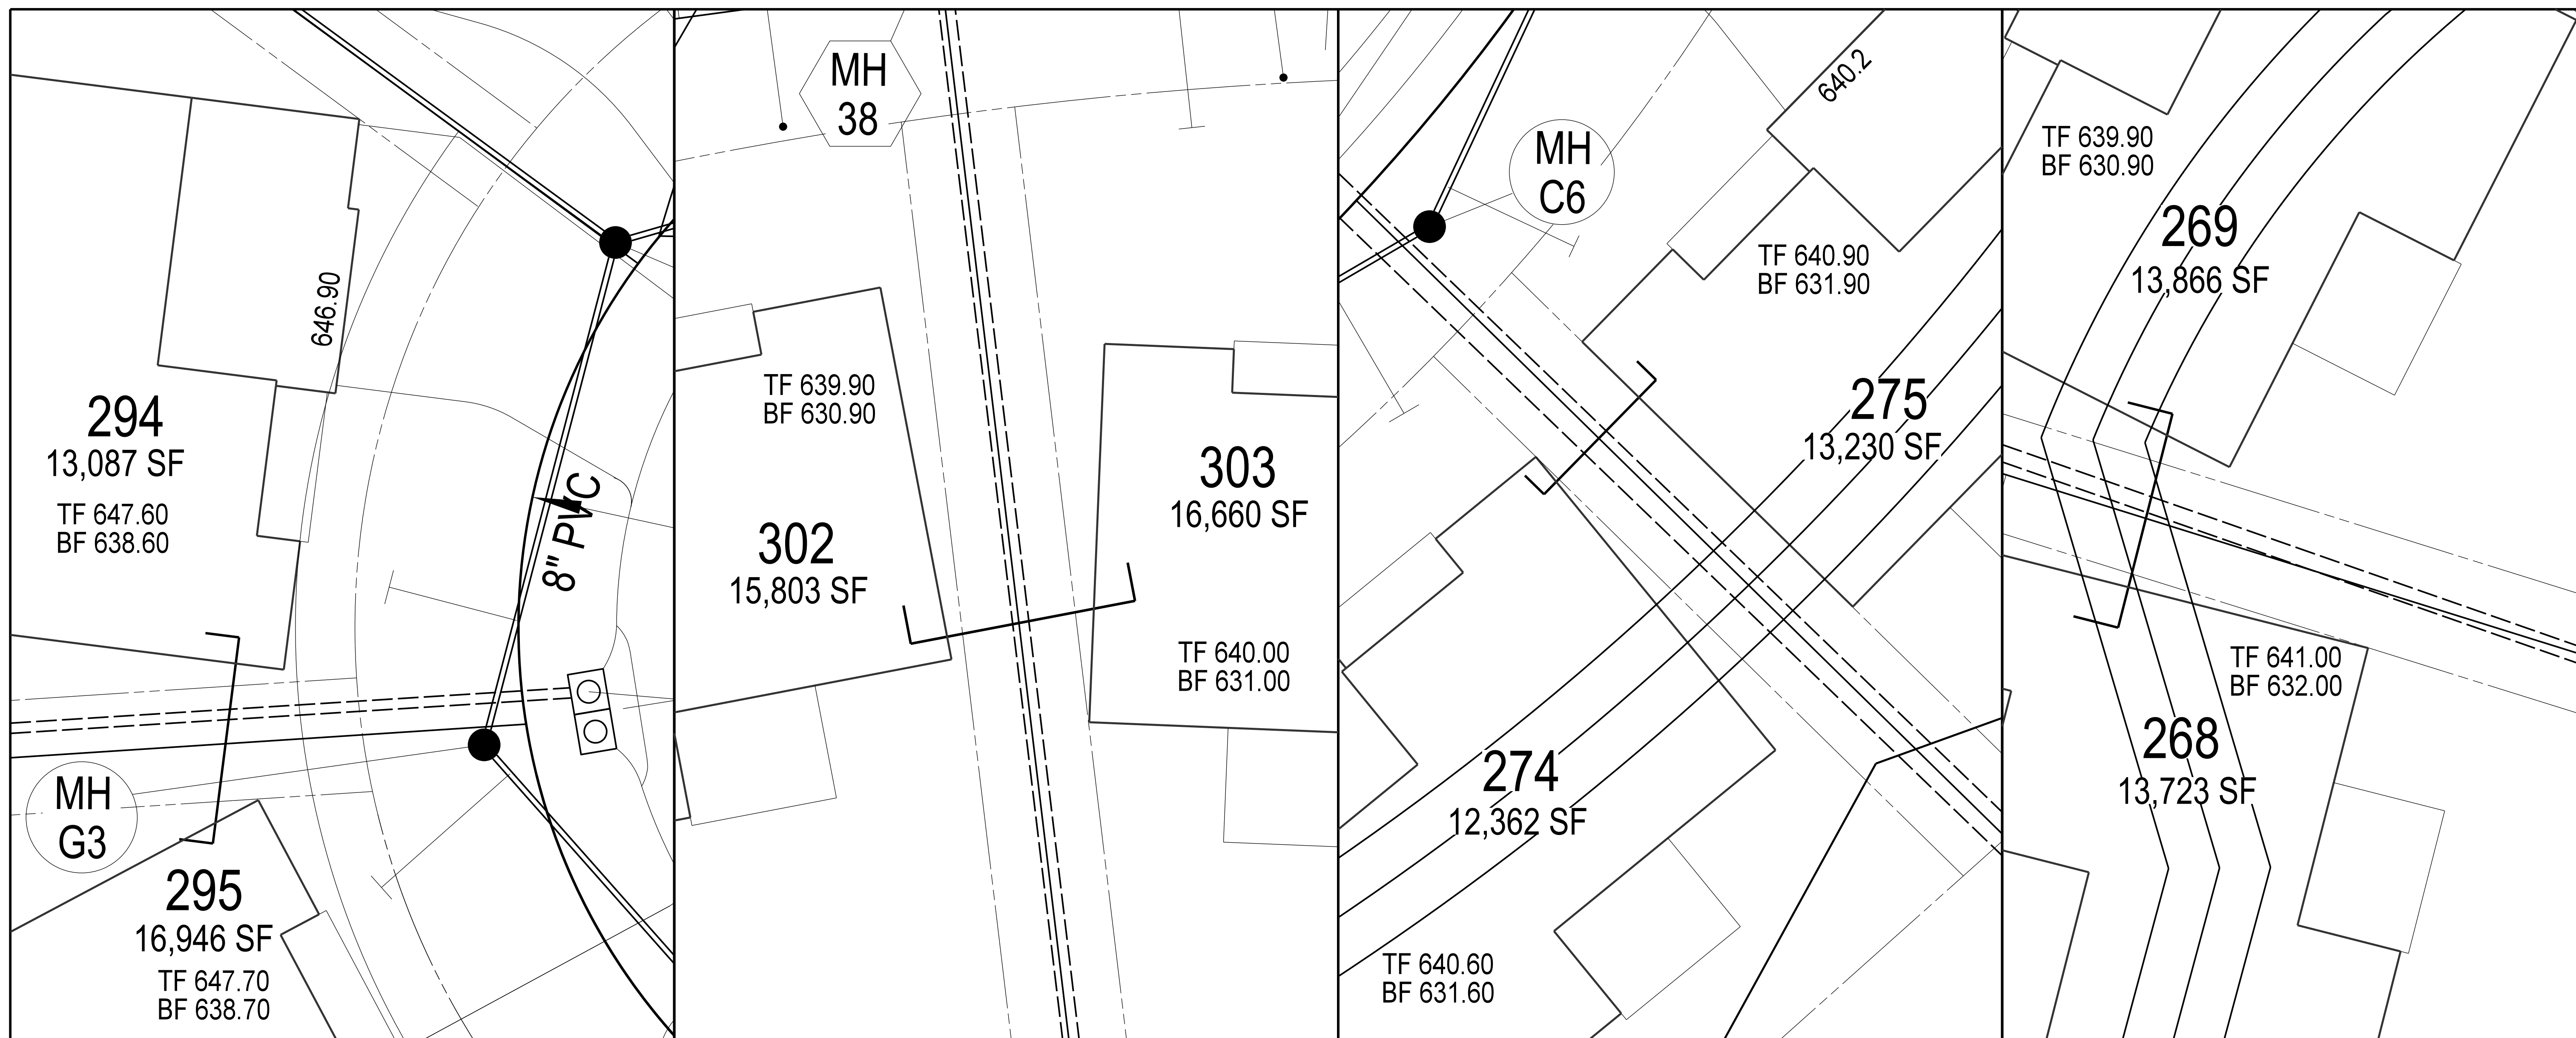 646.90
294
13,087 SF
TF 647.60
BF 638.60
8" PVC
MH
G3
295
16,946 SF
TF 647.70
BF 638.70
MH
38
TF 639.90
BF 630.90
302
15,803 SF
303
16,660 SF
TF 640.00
BF 631.00
640.2
MH
C6
TF 640.90
BF 631.90
275
13,230 SF
274
12,362 SF
TF 640.60
BF 631.60
TF 639.90
BF 630.90
269
13,866 SF
TF 641.00
BF 632.00
268
13,723 SF